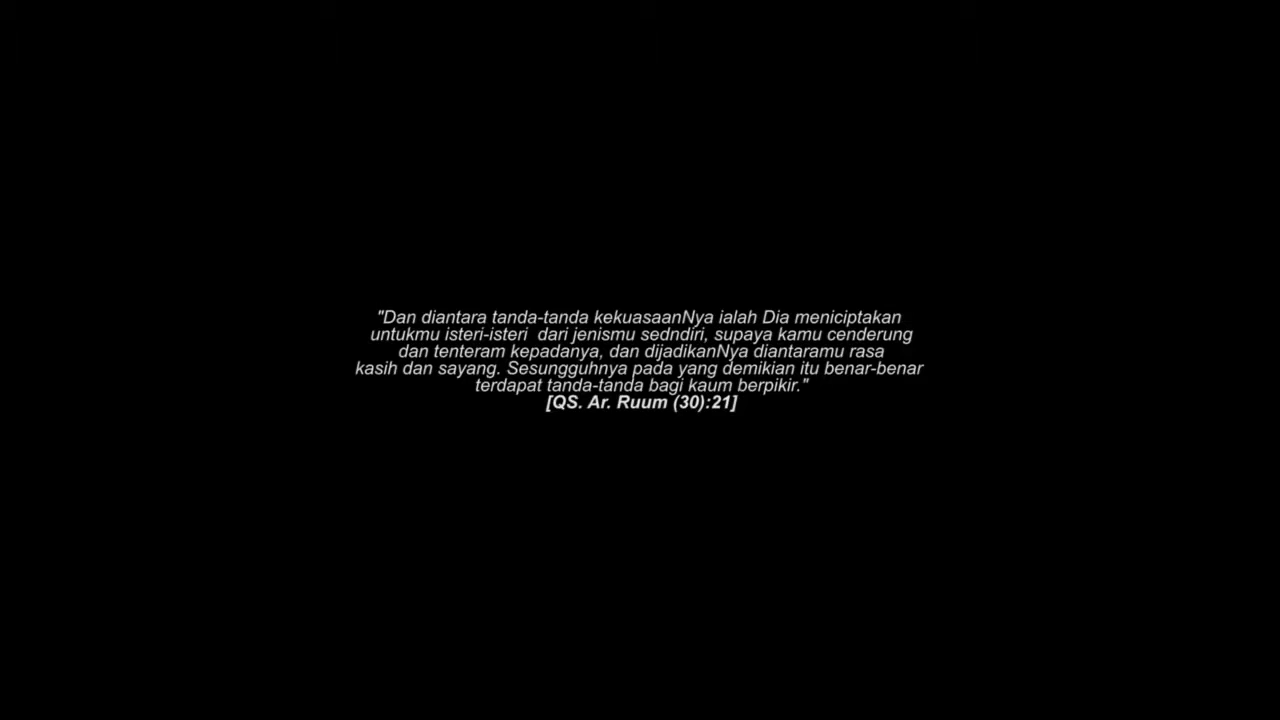 "Dan diantara tanda-tanda kekuasaanNya ialah Dia meniciptakan
untukmu isteri-isteri  dari jenismu sedndiri, supaya kamu cenderung
dan tenteram kepadanya, dan dijadikanNya diantaramu rasa
kasih dan sayang. Sesungguhnya pada yang demikian itu benar-benar
terdapat tanda-tanda bagi kaum berpikir."
[QS. Ar. Ruum (30):21]